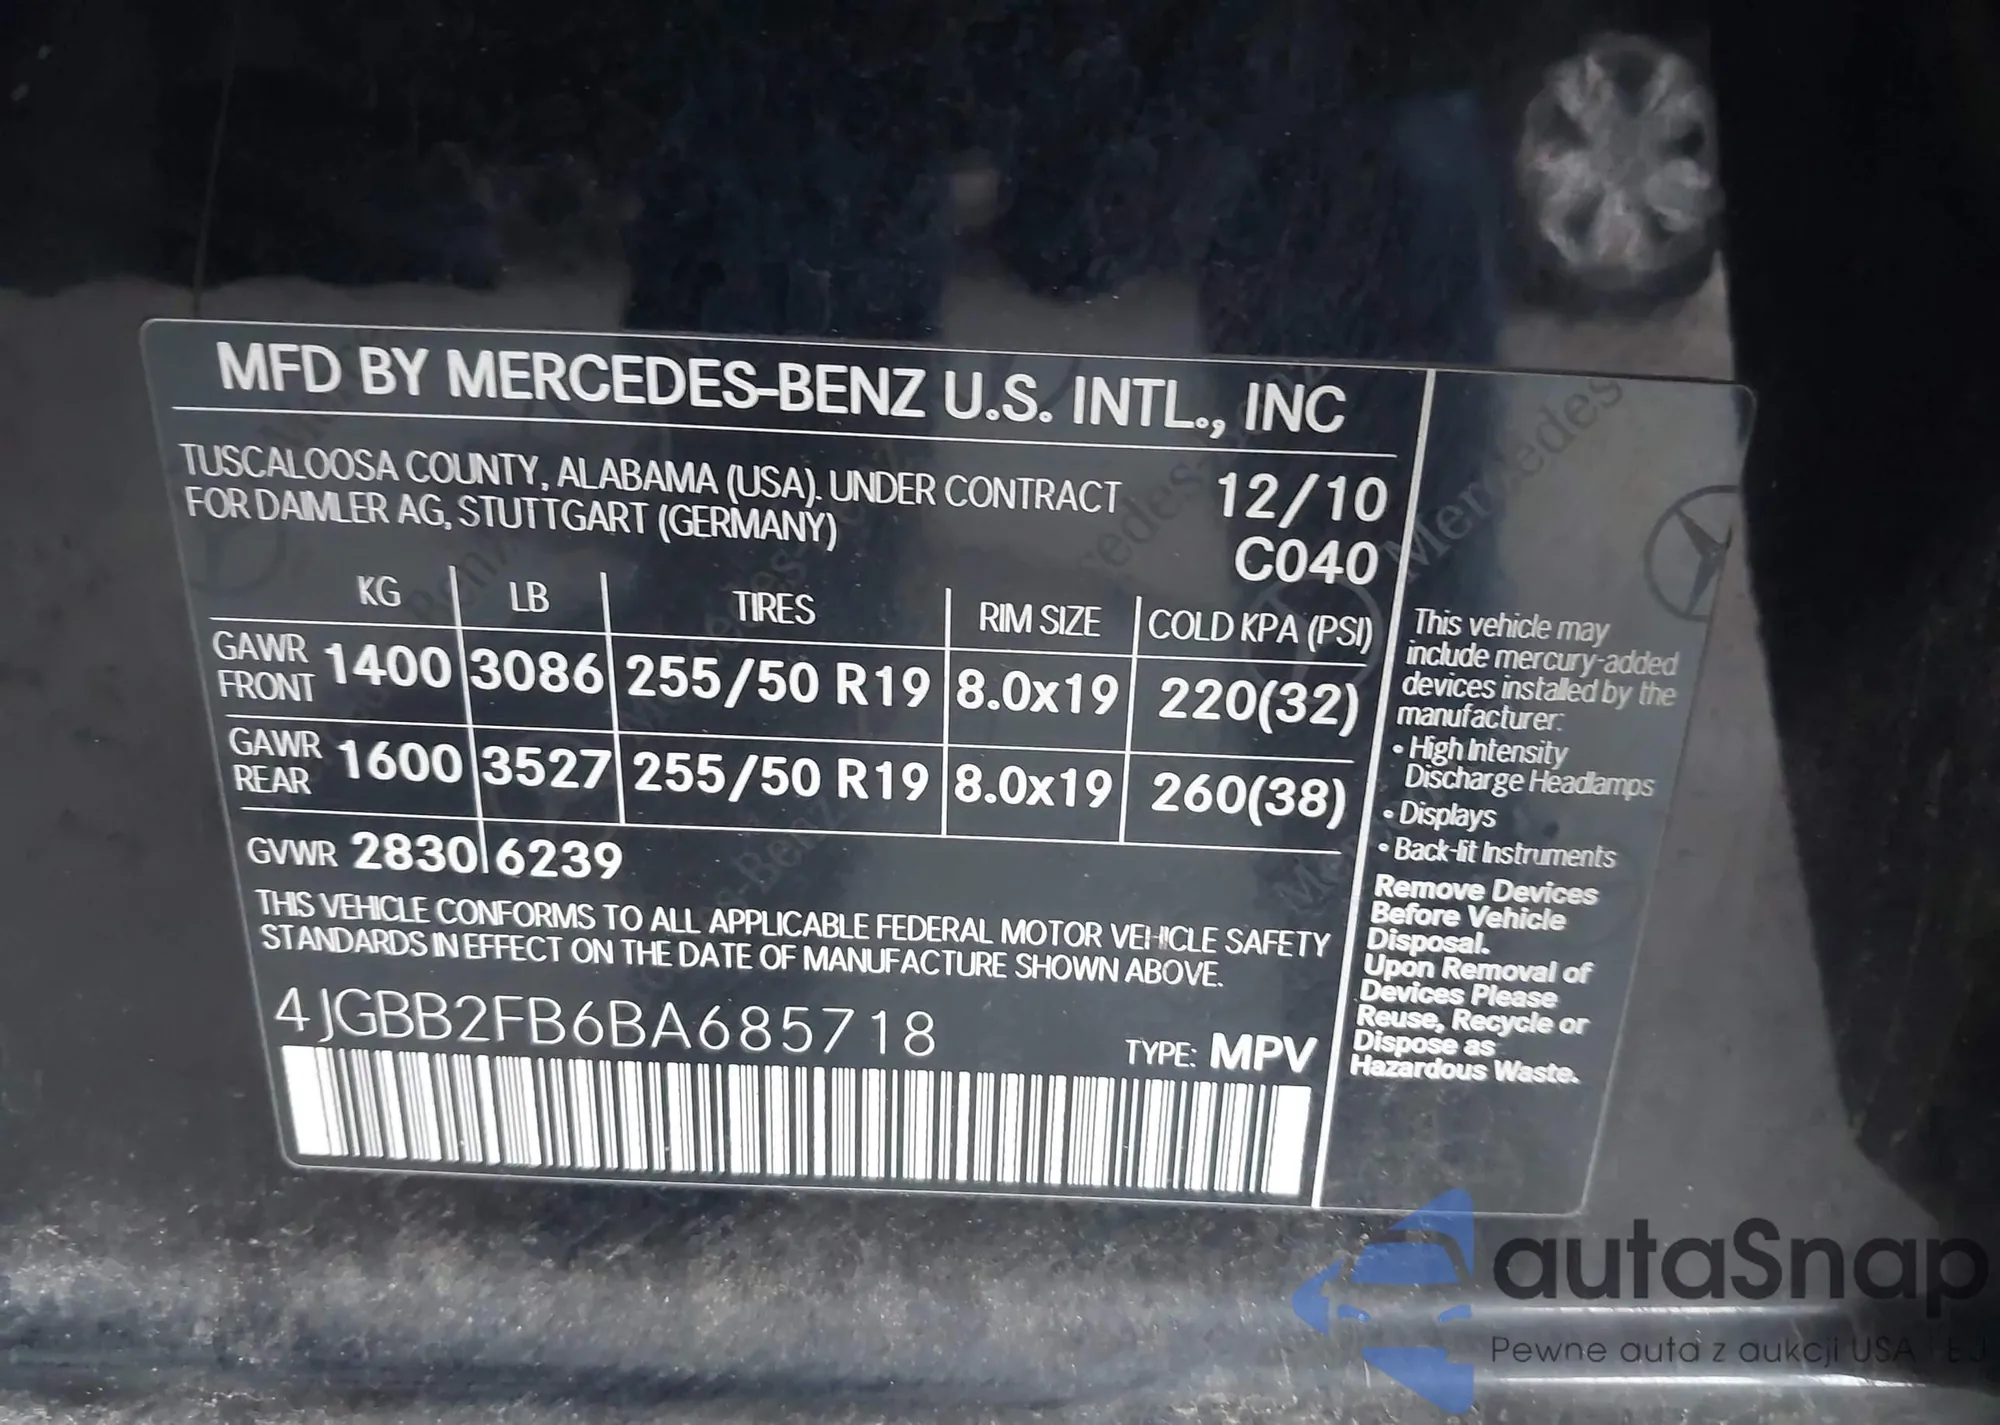 MFD BY MERCEDES-BENZ U.S. INTL., INC
TUSCALOOSA COUNTY, ALABAMA (USA). UNDER CONTRACT
FOR DAIMLER AG, STUTTGART (GERMANY)
12/10
C040
KG LB TIRES RIM SIZE COLD KPA (PSI)
GAWR FRONT 1400 3086 255/50 R19 8.0x19 220(32)
GAWR REAR 1600 3527 255/50 R19 8.0x19 260(38)
GVWR 2830 6239
THIS VEHICLE CONFORMS TO ALL APPLICABLE FEDERAL MOTOR VEHICLE SAFETY
STANDARDS IN EFFECT ON THE DATE OF MANUFACTURE SHOWN ABOVE.
4JGBB2FB6BA685718
TYPE: MPV
This vehicle may
include mercury-added
devices installed by the
manufacturer:
• High Intensity
Discharge Headlamps
• Displays
• Back-lit Instruments
Remove Devices
Before Vehicle
Disposal.
Upon Removal of
Devices Please
Reuse, Recycle or
Dispose as
Hazardous Waste.
Mercedes
autaSnap
Pewne auta z aukcji USA i EU